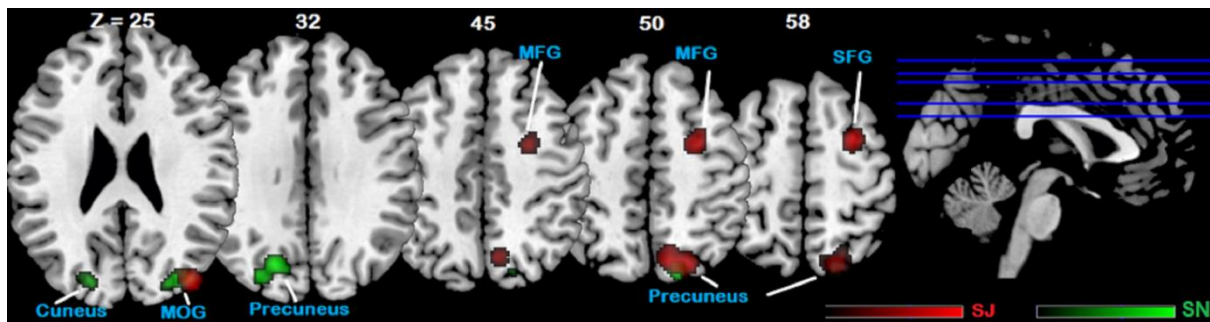 Z = 25 32 45 50 58
MFG MFG SFG
Cuneus MOG Precuneus Precuneus
SJ SN